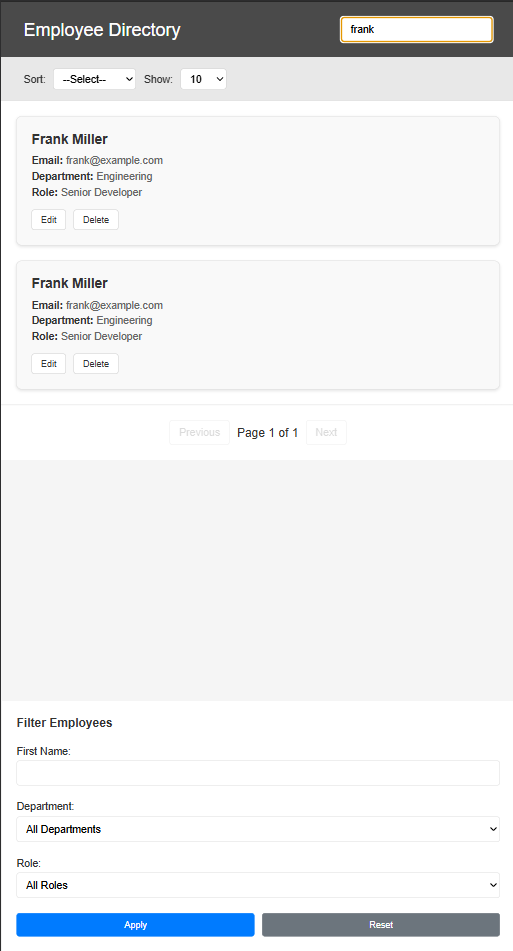 Employee Directory
frank
Sort: --Select-- Show: 10
Frank Miller
Email: frank@example.com
Department: Engineering
Role: Senior Developer
Edit Delete
Frank Miller
Email: frank@example.com
Department: Engineering
Role: Senior Developer
Edit Delete
Previous Page 1 of 1 Next
Filter Employees
First Name:
Department:
All Departments
Role:
All Roles
Apply Reset